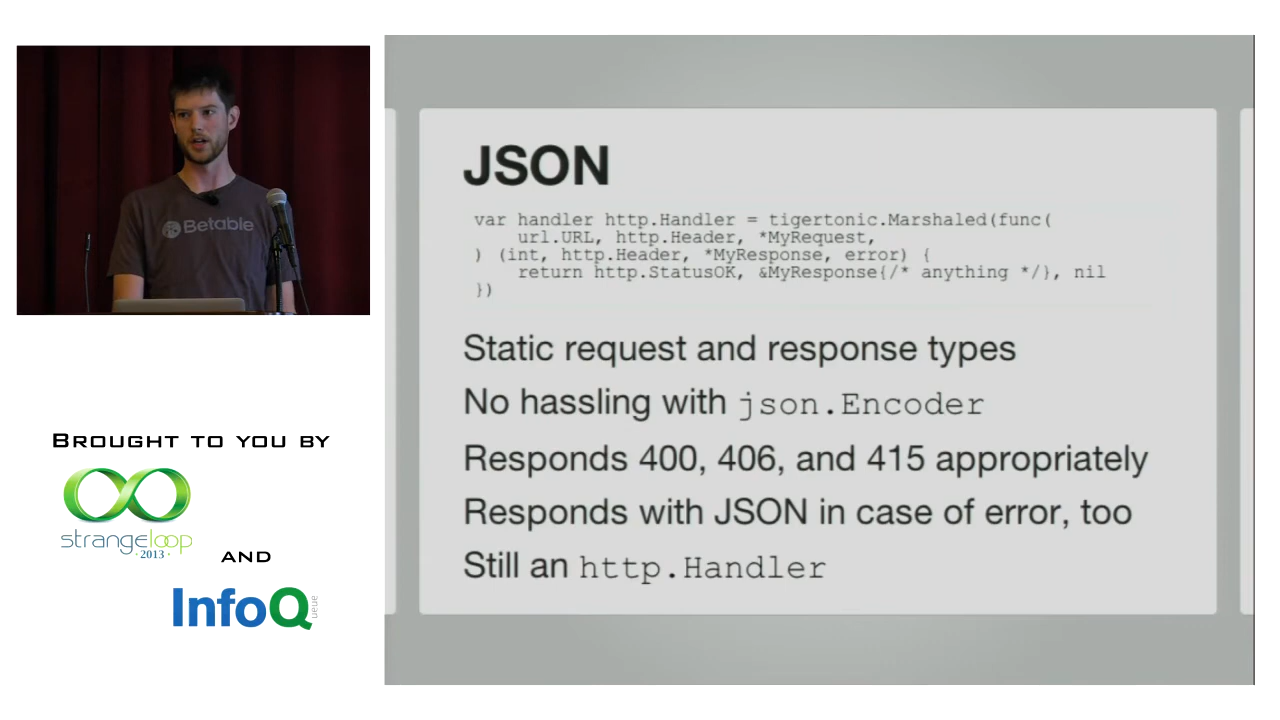 Betable
BROUGHT TO YOU BY
strangeloop
· 2013 ·
AND
InfoQ
ueue
JSON
var handler http.Handler = tigertonic.Marshaled(func(
url.URL, http.Header, *MyRequest,
) (int, http.Header, *MyResponse, error) {
return http.StatusOK, &MyResponse{/* anything */}, nil
})
Static request and response types
No hassling with json.Encoder
Responds 400, 406, and 415 appropriately
Responds with JSON in case of error, too
Still an http.Handler